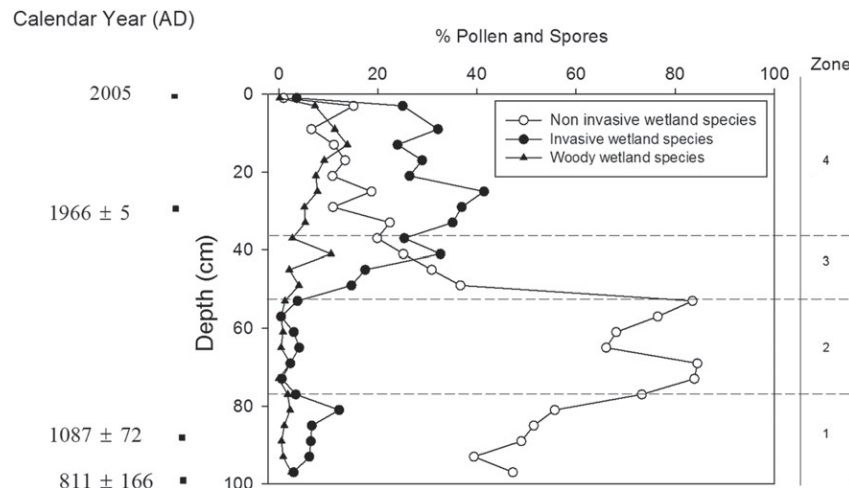 Calendar Year (AD)
% Pollen and Spores
0 20 40 60 80 100
Zone
2005
0
20
40
60
80
100
Depth (cm)
Non invasive wetland species
Invasive wetland species
Woody wetland species
4
1966 ± 5
3
2
1
1087 ± 72
811 ± 166